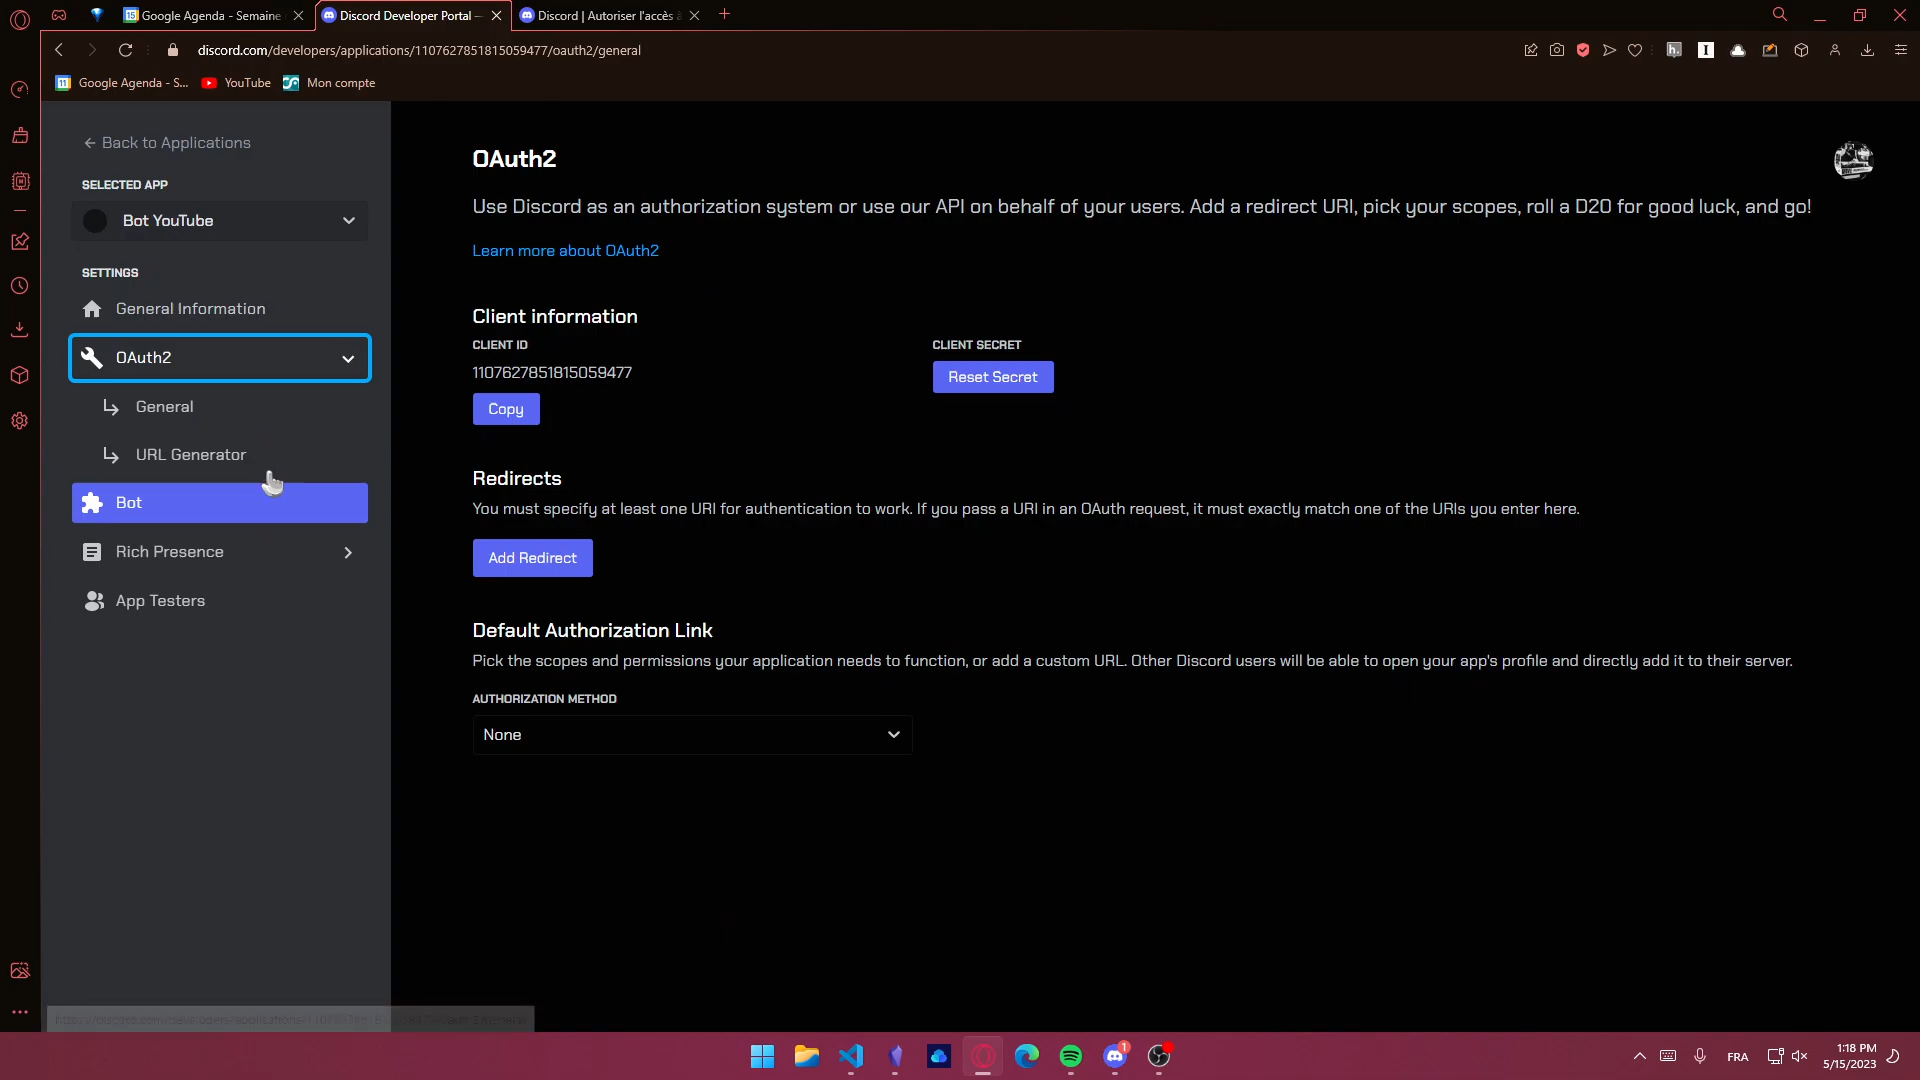 Google Agenda - Semaine
Discord Developer Portal —
Discord | Autoriser l'accès à
discord.com/developers/applications/1107627851815059477/oauth2/general
Google Agenda - S...
YouTube
Mon compte
← Back to Applications
SELECTED APP
Bot YouTube
SETTINGS
General Information
OAuth2
General
URL Generator
Bot
Rich Presence
App Testers
OAuth2
Use Discord as an authorization system or use our API on behalf of your users. Add a redirect URI, pick your scopes, roll a D20 for good luck, and go!
Learn more about OAuth2
Client information
CLIENT ID
1107627851815059477
Copy
CLIENT SECRET
Reset Secret
Redirects
You must specify at least one URI for authentication to work. If you pass a URI in an OAuth request, it must exactly match one of the URIs you enter here.
Add Redirect
Default Authorization Link
Pick the scopes and permissions your application needs to function, or add a custom URL. Other Discord users will be able to open your app's profile and directly add it to their server.
AUTHORIZATION METHOD
None
1
FRA
1:18 PM
5/15/2023